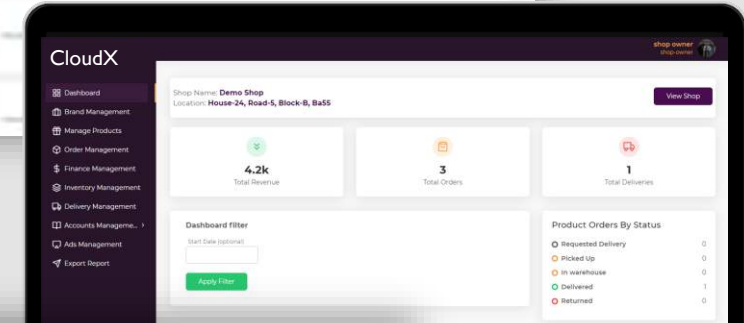 CloudX
shop owner
shop-owner
Dashboard
Brand Management
Manage Products
Order Management
Finance Management
Inventory Management
Delivery Management
Accounts Manageme..
Ads Management
Export Report
Shop Name: Demo Shop
Location: House-24, Road-5, Block-B, Ba55
View Shop
4.2k
Total Revenue
3
Total Orders
1
Total Deliveries
Dashboard filter
Start Date (optional)
Apply Filter
Product Orders By Status
Requested Delivery 0
Picked Up 0
In warehouse 0
Delivered 1
Returned 0